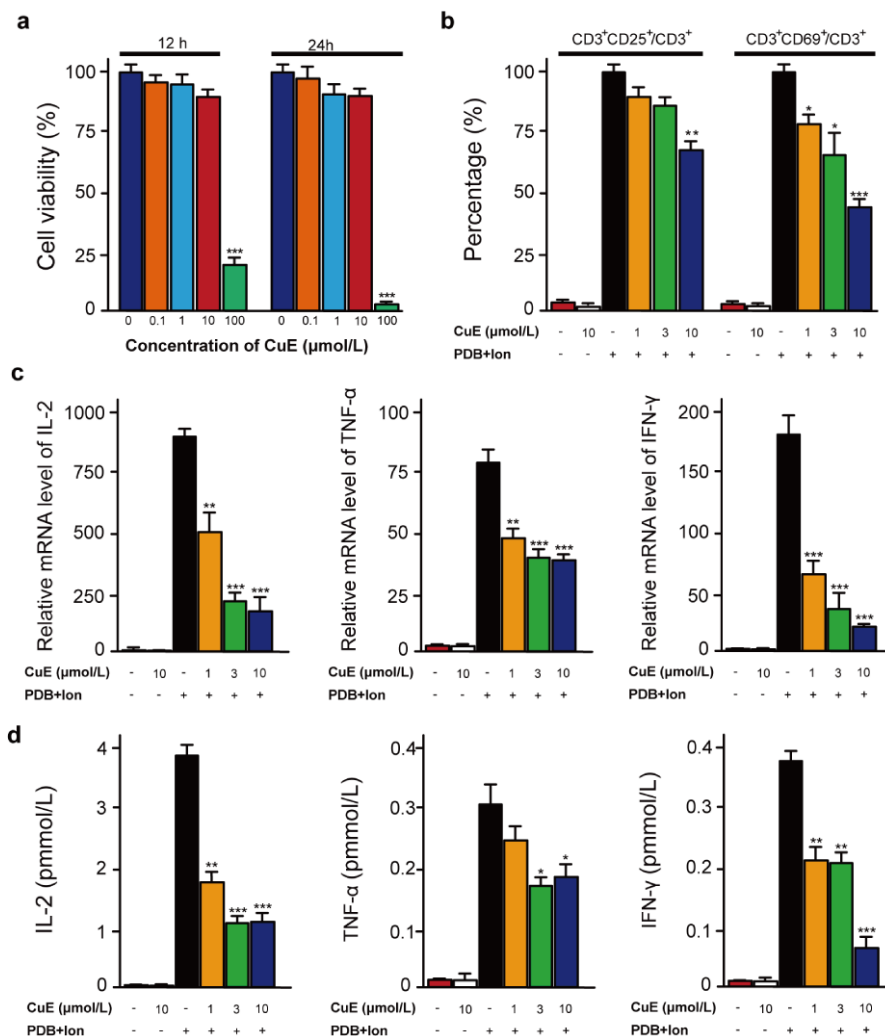 a
12 h
24h
Cell viability (%)
100
75
50
25
0
***
***
0 0.1 1 10 100 0 0.1 1 10 100
Concentration of CuE (μmol/L)
b
CD3+CD25+/CD3+
CD3+CD69+/CD3+
Percentage (%)
100
75
50
25
0
**
*
*
***
CuE (μmol/L) - 10 - 1 3 10 - 10 - 1 3 10
PDB+Ion - - + + + + - - + + + +
c
Relative mRNA level of IL-2
1000
750
500
250
0
**
***
***
CuE (μmol/L) - 10 - 1 3 10
PDB+Ion - - + + + +
Relative mRNA level of TNF-α
100
75
50
25
0
**
***
***
CuE (μmol/L) - 10 - 1 3 10
PDB+Ion - - + + + +
Relative mRNA level of IFN-γ
200
150
100
50
0
***
***
***
CuE (μmol/L) - 10 - 1 3 10
PDB+Ion - - + + + +
d
IL-2 (pmmol/L)
4
3
2
1
0
**
***
***
CuE (μmol/L) - 10 - 1 3 10
PDB+Ion - - + + + +
TNF-α (pmmol/L)
0.4
0.3
0.2
0.1
0
*
*
CuE (μmol/L) - 10 - 1 3 10
PDB+Ion - - + + + +
IFN-γ (pmmol/L)
0.4
0.3
0.2
0.1
0
**
**
***
CuE (μmol/L) - 10 - 1 3 10
PDB+Ion - - + + + +